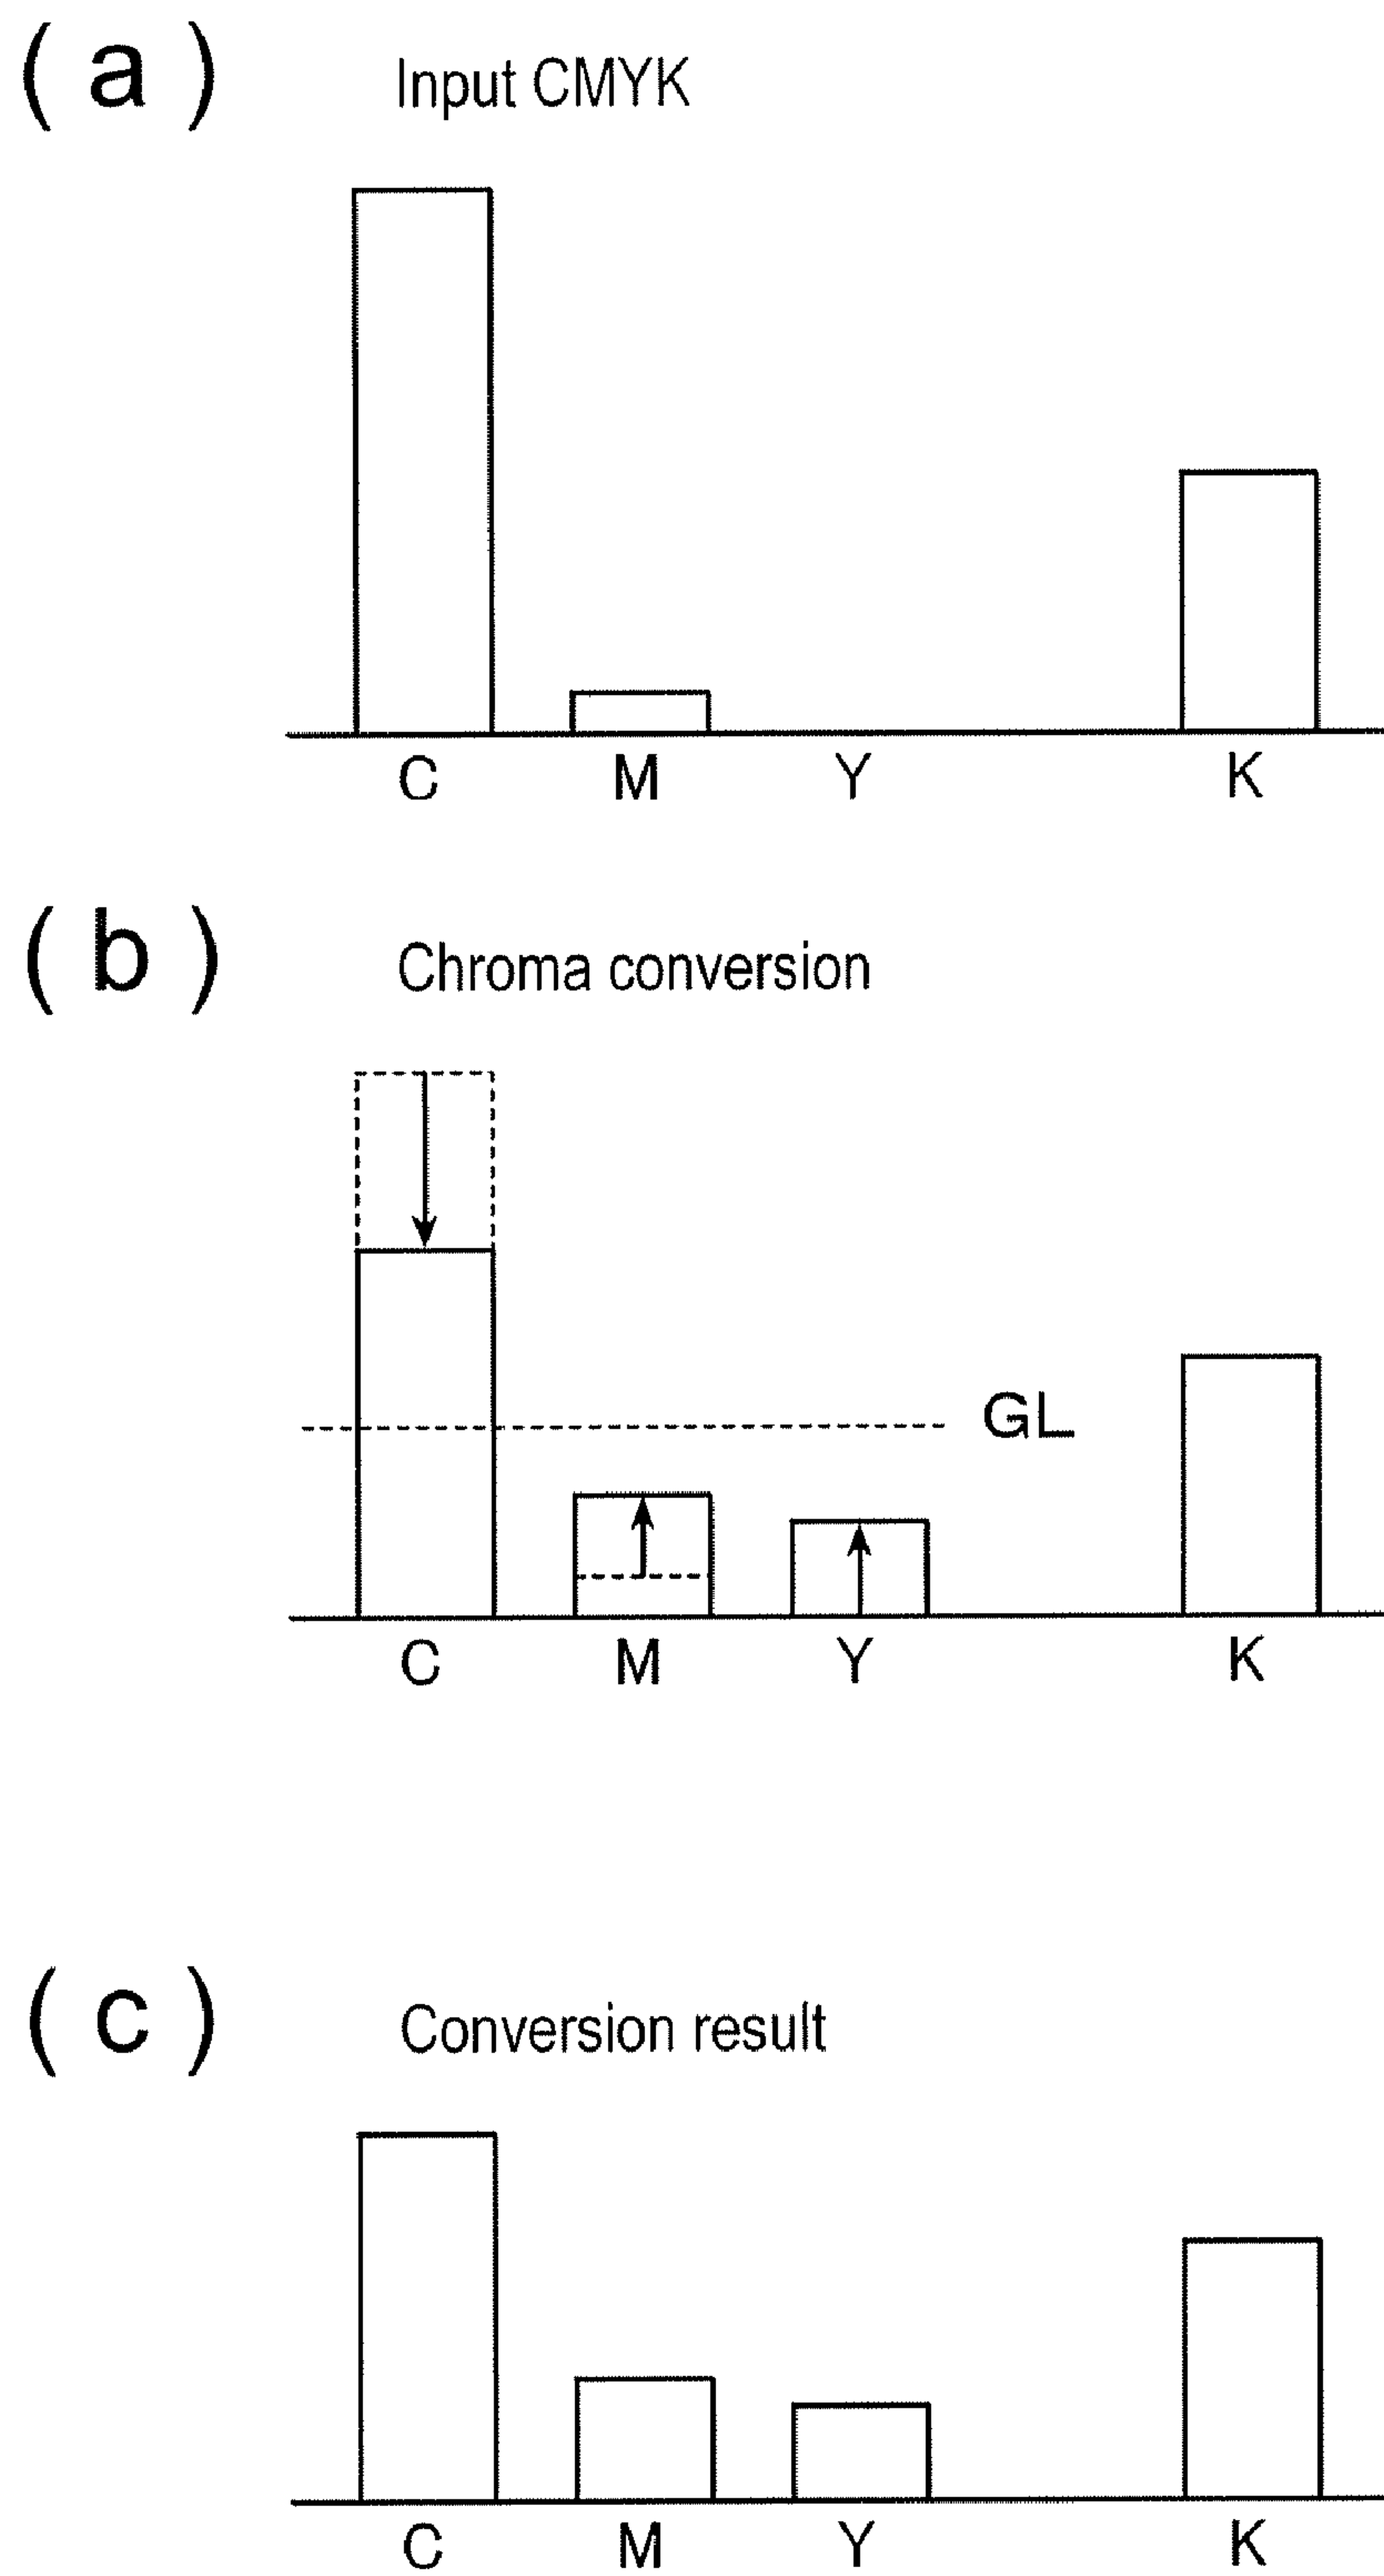 ( a ) Input CMYK
C M Y K
( b ) Chroma conversion
GL
C M Y K
( c ) Conversion result
C M Y K